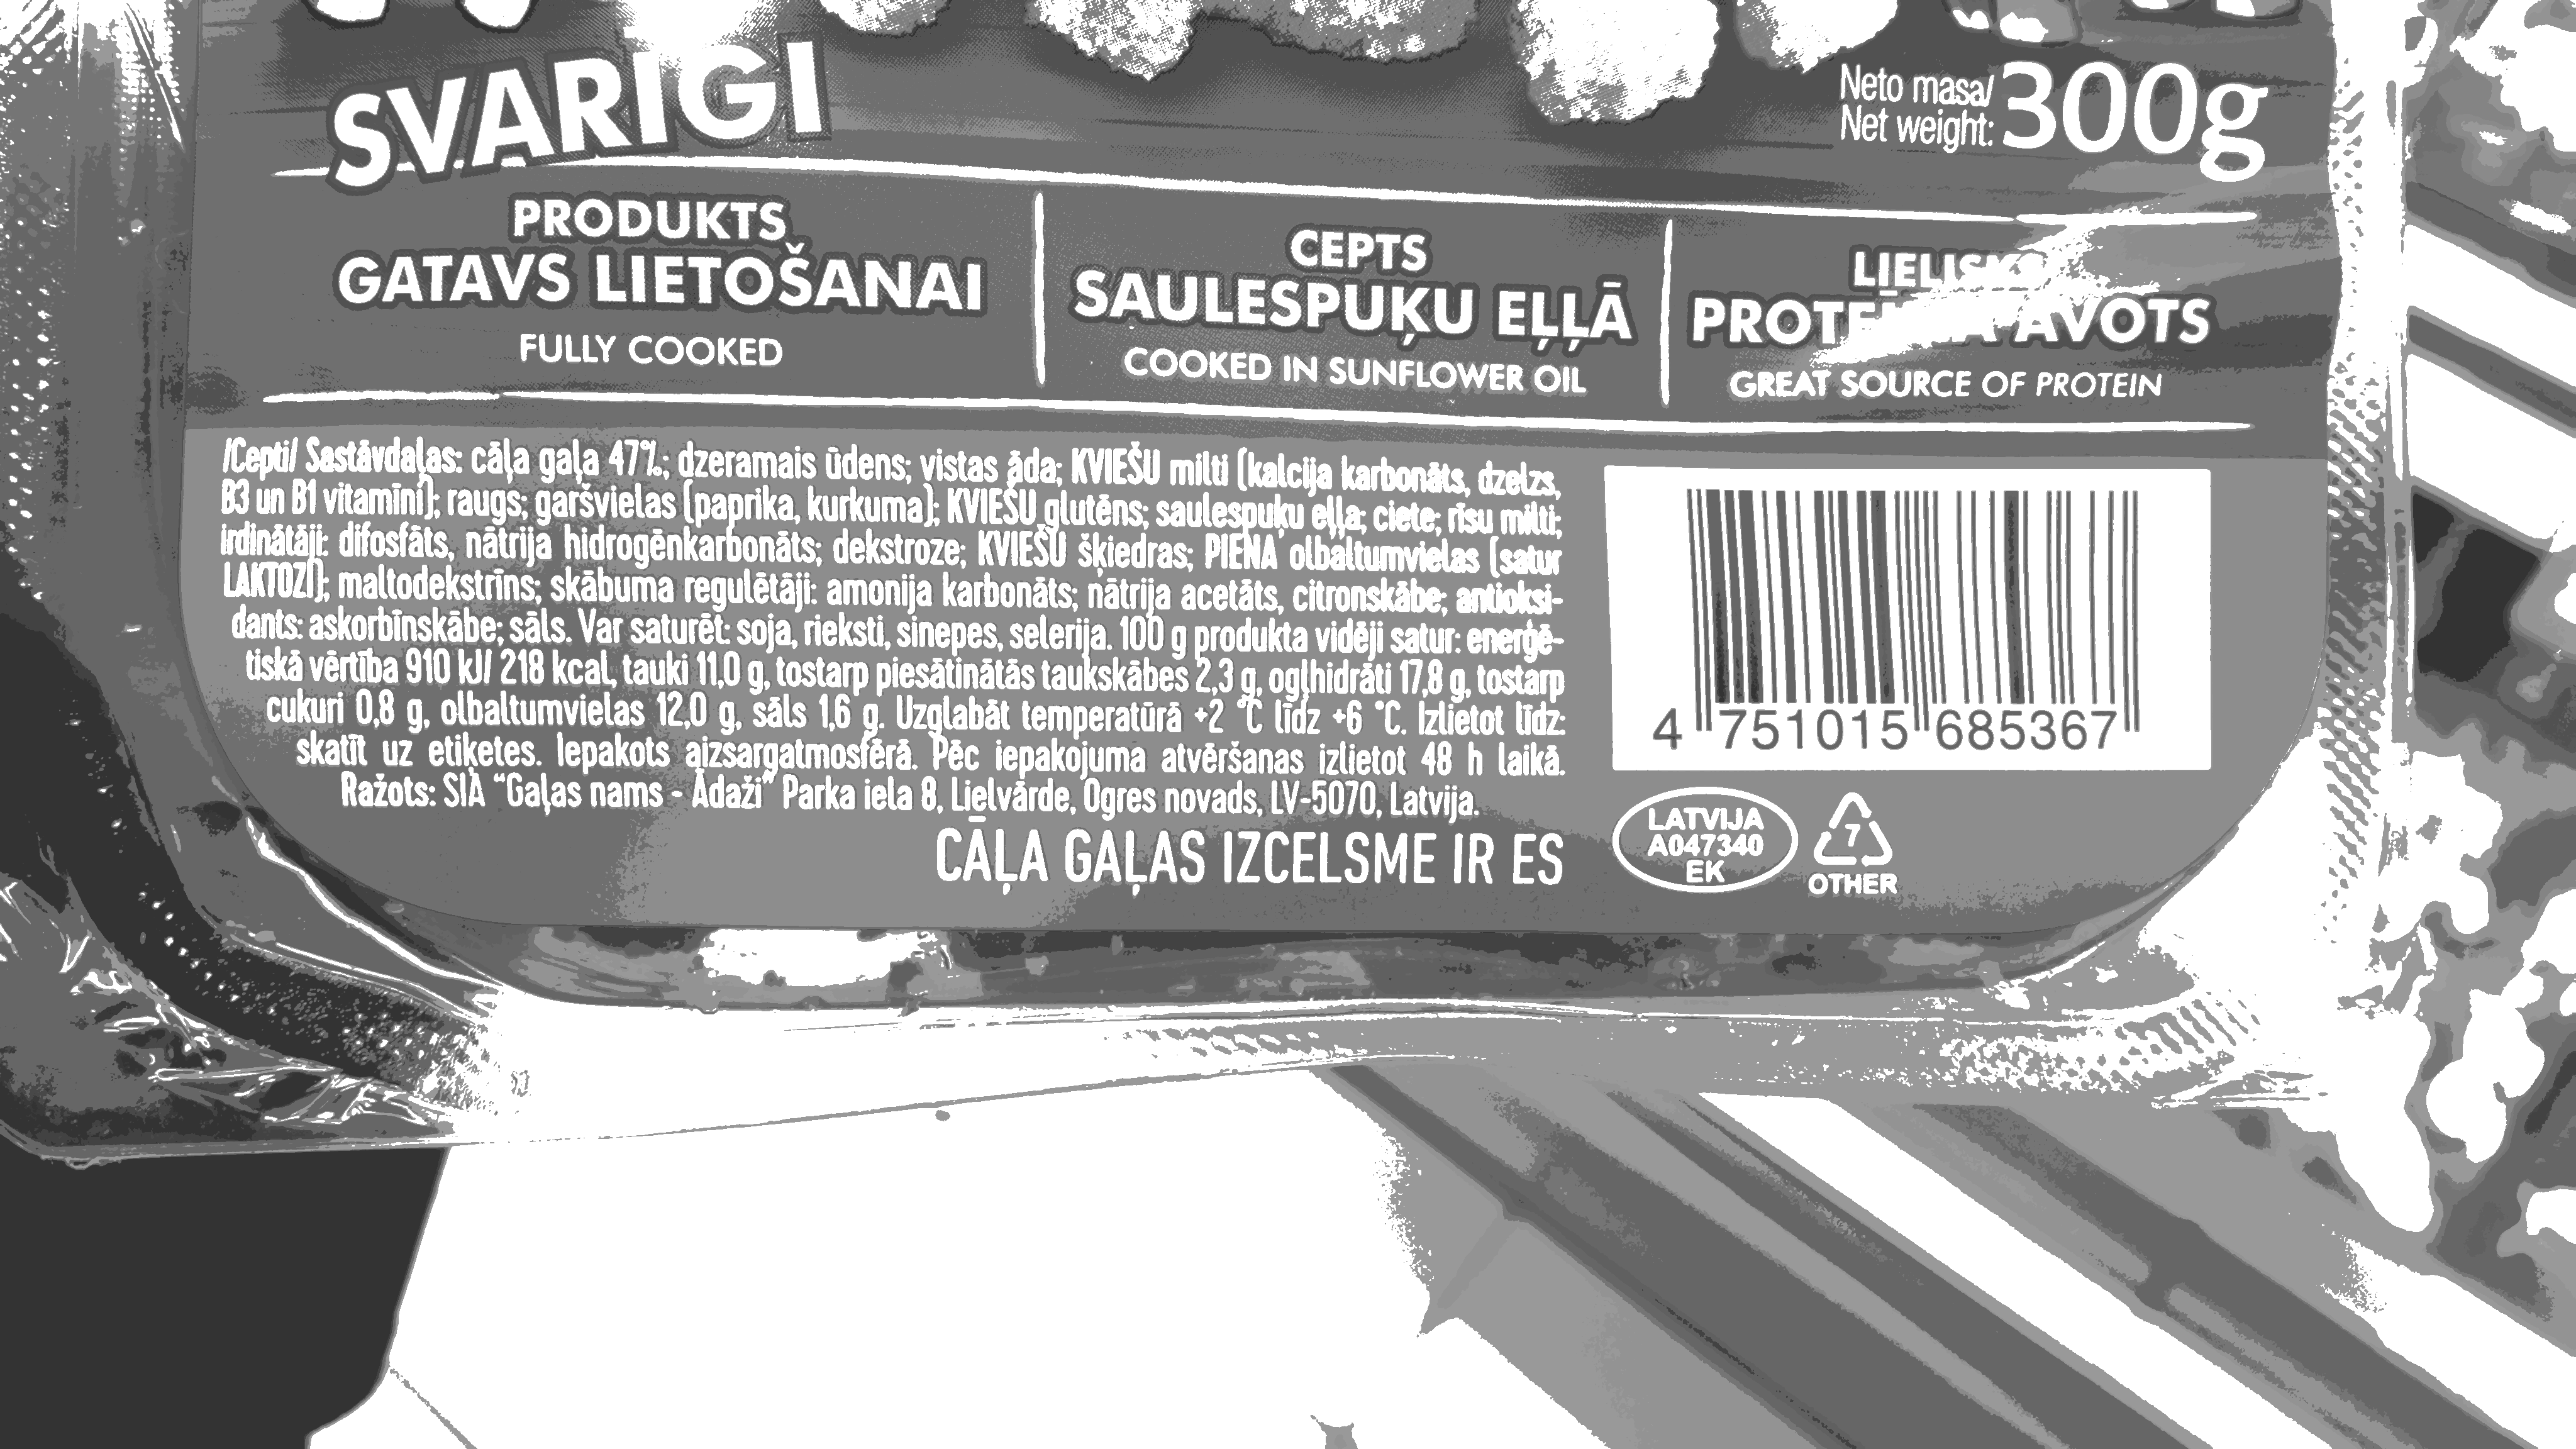 SVARIGI
Neto masa/
Net weight: 300g
PRODUKTS
GATAVS LIETOŠANAI
FULLY COOKED
CEPTS
SAULESPUĶU EĻĻĀ
COOKED IN SUNFLOWER OIL
AVOTS
GREAT SOURCE OF PROTEIN
/Cepti/ Sastāvdaļas: cāļa gaļa 47%; dzeramais ūdens; vistas āda; KVIEŠU milti (kalcija karbonāts, dzelzs,
B3 un B1 vitamīni); raugs; garšvielas (paprika, kurkuma); KVIEŠU glutēns; saulespuķu eļļa; ciete; rīsu milti;
irdinātāji: difosfāts, nātrija hidrogēnkarbonāts; dekstroze; KVIEŠU šķiedras; PIENA olbaltumvielas (satur
LAKTOZI); maltodekstrīns; skābuma regulētāji: amonija karbonāts; nātrija acetāts, citronskābe; antioksi-
dants: askorbīnskābe; sāls. Var saturēt: soja, rieksti, sinepes, selerija. 100 g produkta vidēji satur: enerģē-
tiskā vērtība 910 kJ/ 218 kcal, tauki 11,0 g, tostarp piesātinātās taukskābes 2,3 g, ogļhidrāti 17,8 g, tostarp
cukuri 0,8 g, olbaltumvielas 12,0 g, sāls 1,6 g. Uzglabāt temperatūrā +2 °C līdz +6 °C. Izlietot līdz:
skatīt uz etiķetes. Iepakots aizsargatmosfērā. Pēc iepakojuma atvēršanas izlietot 48 h laikā.
Ražots: SIA "Gaļas nams - Ādaži" Parka iela 8, Lielvārde, Ogres novads, LV-5070, Latvija.
CĀĻA GAĻAS IZCELSME IR ES
4 751015 685367
LATVIJA
A047340
EK
7
OTHER